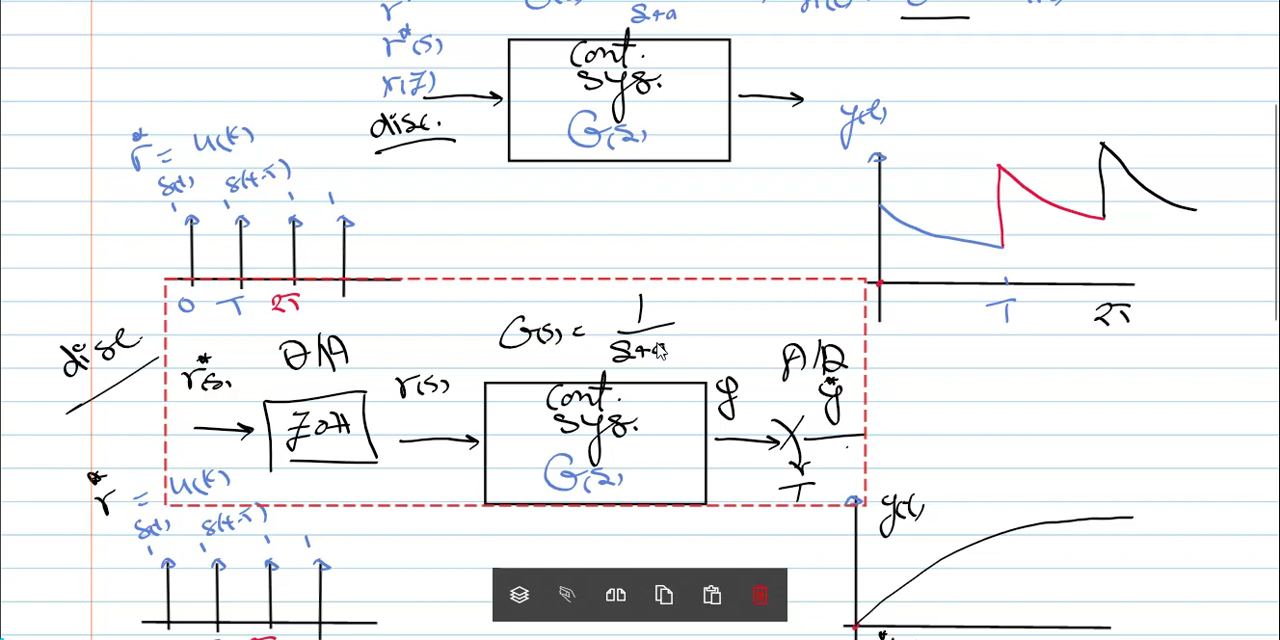 r*(s)
r(z)
disc.
cont.
sys.
G(s)
y(t)
r* = u(k)
δ(t) δ(t-T)
0 T 2T
T 2T
disc
G(s) = 1
s+a
D/A
A/D
r*(s)
ZOH
r(s)
cont.
sys.
G(s)
y
y*
T
r* = u(k)
δ(t) δ(t-T)
y(t)